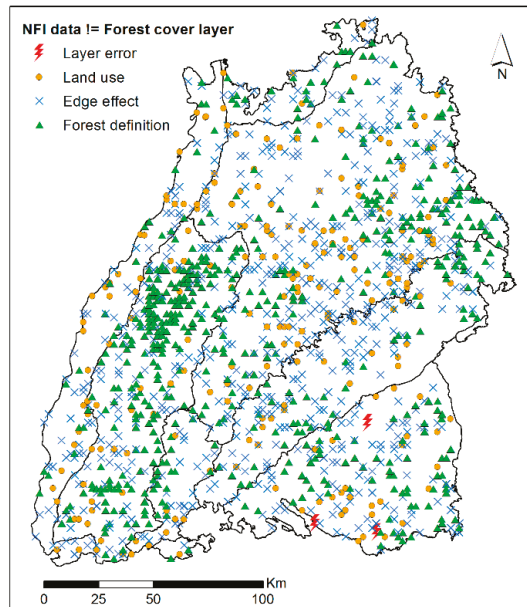 NFI data != Forest cover layer
Layer error
Land use
Edge effect
Forest definition
N
Km
0 25 50 100